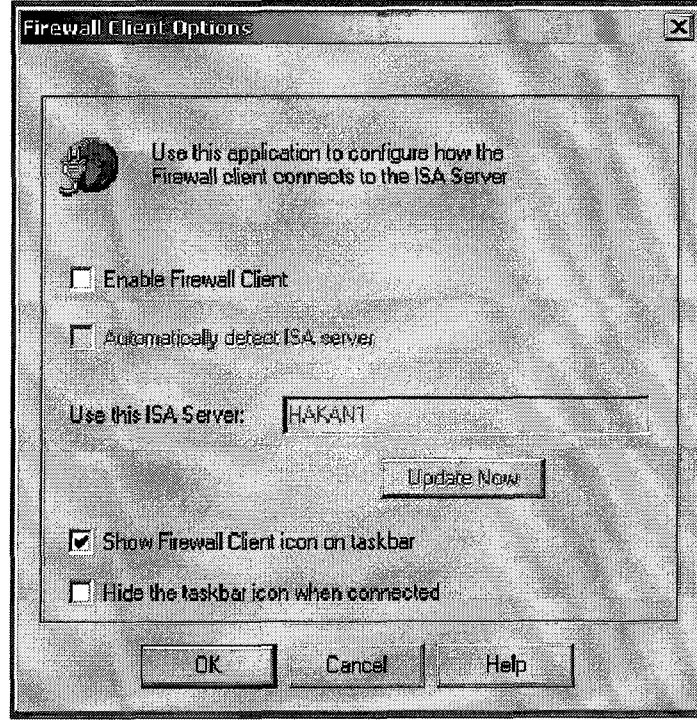 Firewall Client Options
Use this application to configure how the
Firewall client connects to the ISA Server
Enable Firewall Client
Automatically detect ISA server
Use this ISA Server: HAKAN1
Update Now
Show Firewall Client icon on taskbar
Hide the taskbar icon when connected
OK Cancel Help